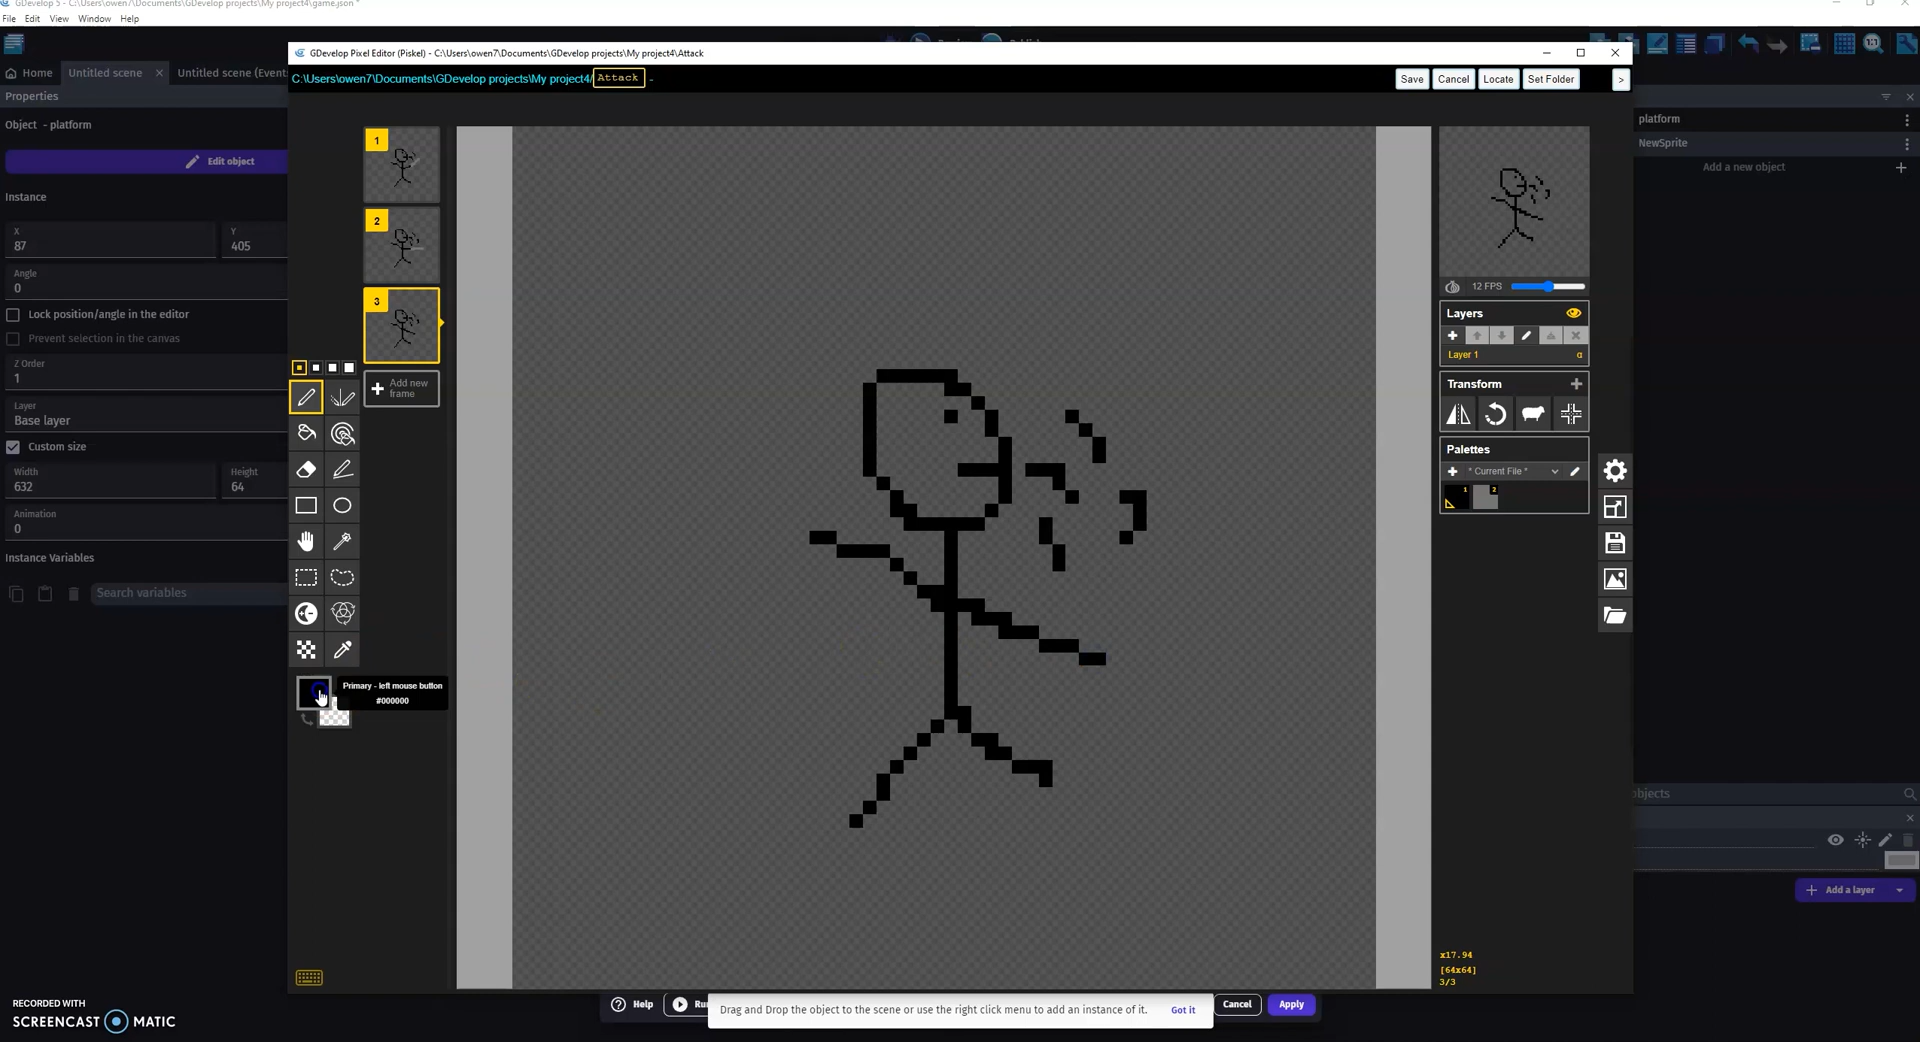 GDevelop 5 - C:\Users\owen7\Documents\GDevelop projects\My project4\game.json *
File Edit View Window Help
GDevelop Pixel Editor (Piskel) - C:\Users\owen7\Documents\GDevelop projects\My project4\Attack
Home Untitled scene Untitled scene (Event
C:\Users\owen7\Documents\GDevelop projects\My project4/ Attack -
Save Cancel Locate Set Folder >
Properties
Object - platform
Edit object
Instance
X
87
Y
405
Angle
0
Lock position/angle in the editor
Prevent selection in the canvas
Z Order
1
Layer
Base layer
Custom size
Width
632
Height
64
Animation
0
Instance Variables
Search variables
1
2
3
Add new
frame
Primary - left mouse button
#000000
12 FPS
Layers
Layer 1
α
Transform
Palettes
* Current File *
1
2
x17.94
[64x64]
3/3
platform
NewSprite
Add a new object
objects
Add a layer
Help
Ru
Drag and Drop the object to the scene or use the right click menu to add an instance of it. Got it
Cancel
Apply
RECORDED WITH
SCREENCAST MATIC